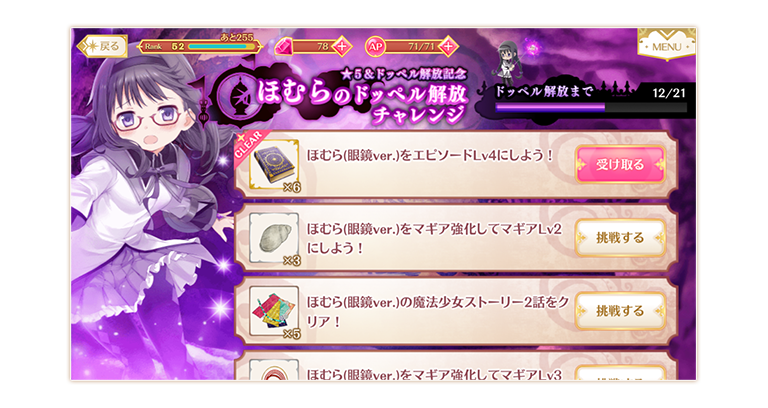 戻る
Rank 52
あと255
78
AP
71/71
MENU
★5&ドッペル解放記念
ほむらのドッペル解放
チャレンジ
ドッペル解放まで
12/21
CLEAR
ほむら(眼鏡ver.)をエピソードLv4にしよう！
×6
受け取る
ほむら(眼鏡ver.)をマギア強化してマギアLv2
にしよう！
×3
挑戦する
ほむら(眼鏡ver.)の魔法少女ストーリー2話をク
リア！
×5
挑戦する
ほむら(眼鏡ver.)をマギア強化してマギアLv3